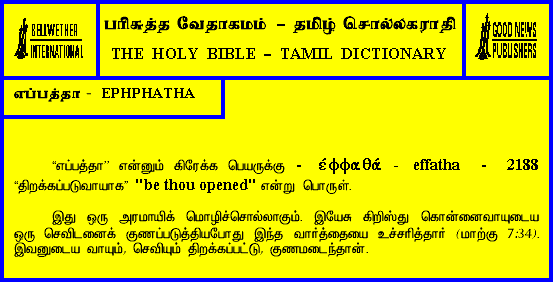 BELLWETHER
INTERNATIONAL
பரிசுத்த வேதாகமம் – தமிழ் சொல்லகராதி
THE HOLY BIBLE – TAMIL DICTIONARY
GOOD NEWS
PUBLISHERS
எப்பத்தா - EPHPHATHA
“எப்பத்தா” என்னும் கிரேக்க பெயருக்கு - έφφαθά - effatha - 2188
“திறக்கப்படுவாயாக” "be thou opened" என்று பொருள்.
இது ஒரு அரமாயிக் மொழிச்சொல்லாகும். இயேசு கிறிஸ்து கொன்னைவாயுடைய
ஒரு செவிடனைக் குணப்படுத்தியபோது இந்த வார்த்தையை உச்சரித்தார் (மாற்கு 7:34).
இவனுடைய வாயும், செவியும் திறக்கப்பட்டு, குணமடைந்தான்.